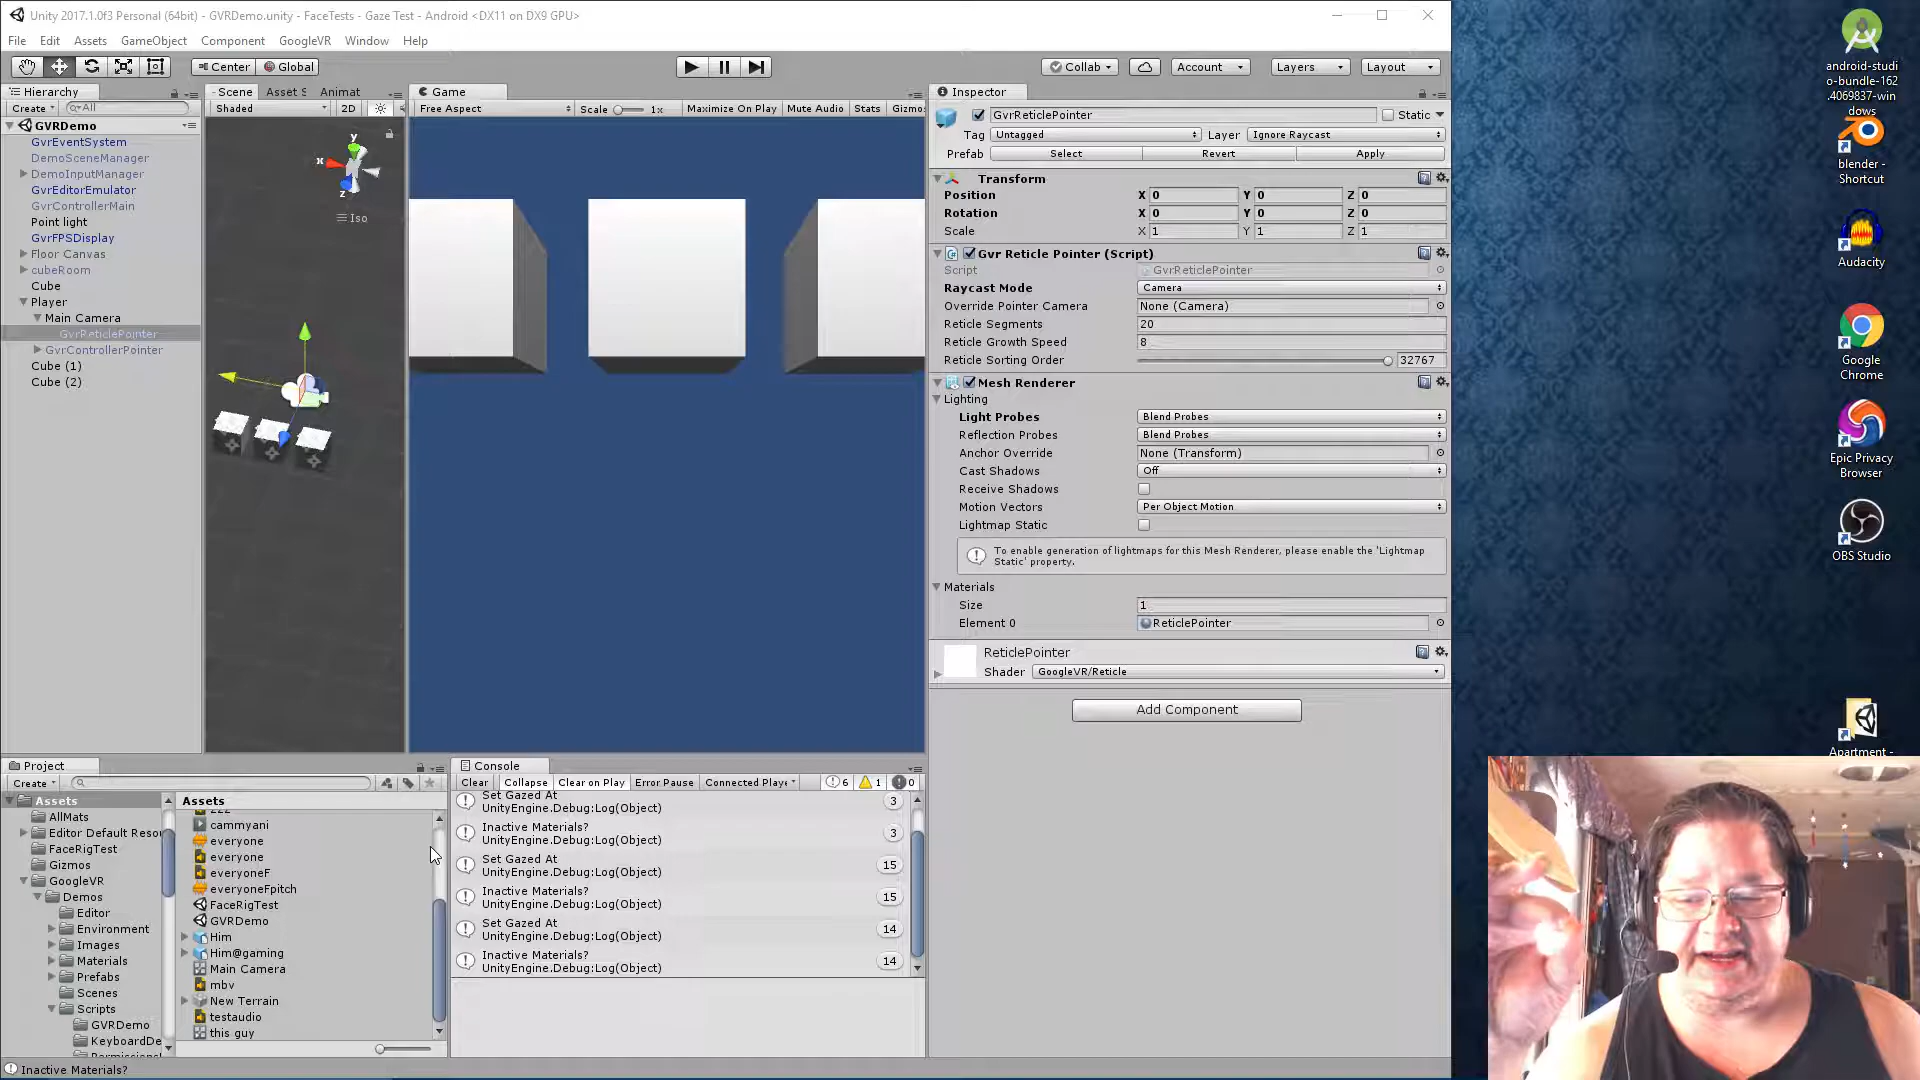 Unity 2017.1.0f3 Personal (64bit) - GVRDemo.unity - FaceTests - Gaze Test - Android <DX11 on DX9 GPU>
File Edit Assets GameObject Component GoogleVR Window Help
Center Global Collab Account Layers Layout
Hierarchy
Create All
GVRDemo
GvrEventSystem
DemoSceneManager
DemoInputManager
GvrEditorEmulator
GvrControllerMain
Point light
GvrFPSDisplay
Floor Canvas
cubeRoom
Cube
Player
Main Camera
GvrReticlePointer
GvrControllerPointer
Cube (1)
Cube (2)
Scene Asset S Animat
Shaded 2D
y
x
z
Iso
Game
Free Aspect Scale 1x Maximize On Play Mute Audio Stats Gizmo
Inspector
GvrReticlePointer Static
Tag Untagged Layer Ignore Raycast
Prefab Select Revert Apply
Transform
Position X 0 Y 0 Z 0
Rotation X 0 Y 0 Z 0
Scale X 1 Y 1 Z 1
Gvr Reticle Pointer (Script)
Script GvrReticlePointer
Raycast Mode Camera
Override Pointer Camera None (Camera)
Reticle Segments 20
Reticle Growth Speed 8
Reticle Sorting Order 32767
Mesh Renderer
Lighting
Light Probes Blend Probes
Reflection Probes Blend Probes
Anchor Override None (Transform)
Cast Shadows Off
Receive Shadows
Motion Vectors Per Object Motion
Lightmap Static
To enable generation of lightmaps for this Mesh Renderer, please enable the 'Lightmap
Static' property.
Materials
Size 1
Element 0 ReticlePointer
ReticlePointer
Shader GoogleVR/Reticle
Add Component
Project
Create
Assets
AllMats
Editor Default Reso
FaceRigTest
Gizmos
GoogleVR
Demos
Editor
Environment
Images
Materials
Prefabs
Scenes
Scripts
GVRDemo
KeyboardDe
Assets
cammyani
everyone
everyone
everyoneF
everyoneFpitch
FaceRigTest
GVRDemo
Him
Him@gaming
Main Camera
mbv
New Terrain
testaudio
this guy
Console
Clear Collapse Clear on Play Error Pause Connected Playe 6 1 0
Set Gazed At
UnityEngine.Debug:Log(Object) 3
Inactive Materials?
UnityEngine.Debug:Log(Object) 3
Set Gazed At
UnityEngine.Debug:Log(Object) 15
Inactive Materials?
UnityEngine.Debug:Log(Object) 15
Set Gazed At
UnityEngine.Debug:Log(Object) 14
Inactive Materials?
UnityEngine.Debug:Log(Object) 14
Inactive Materials?
android-studi
o-bundle-162
.4069837-win
dows
blender -
Shortcut
Audacity
Google
Chrome
Epic Privacy
Browser
OBS Studio
Apartment -